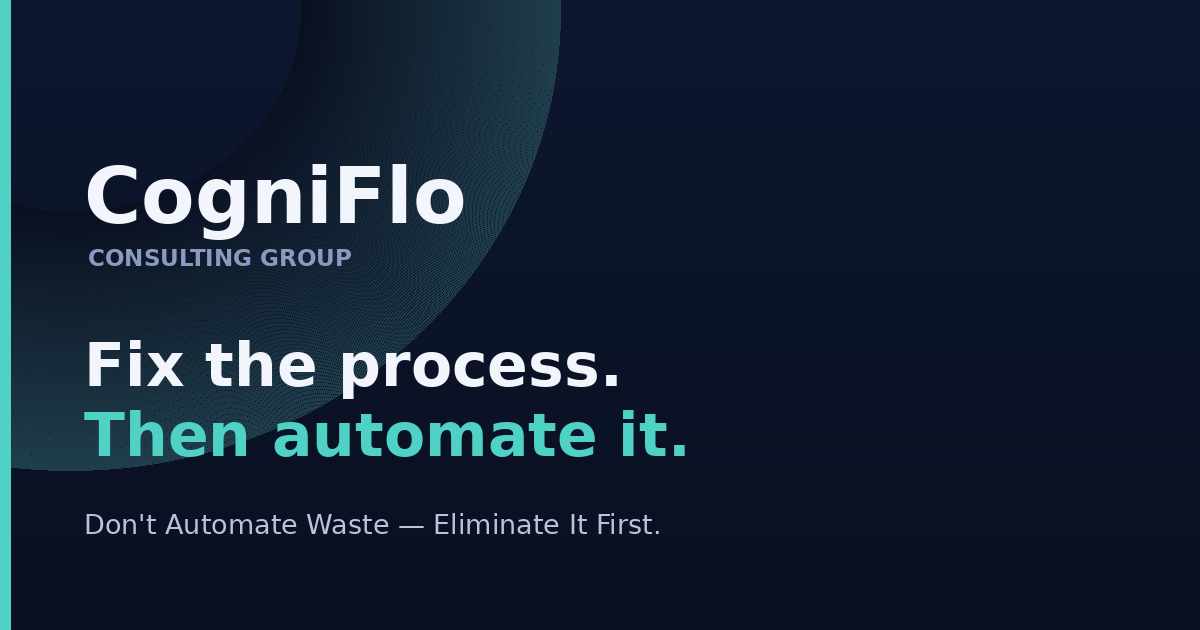 CogniFlo
CONSULTING GROUP
Fix the process.
Then automate it.
Don't Automate Waste — Eliminate It First.